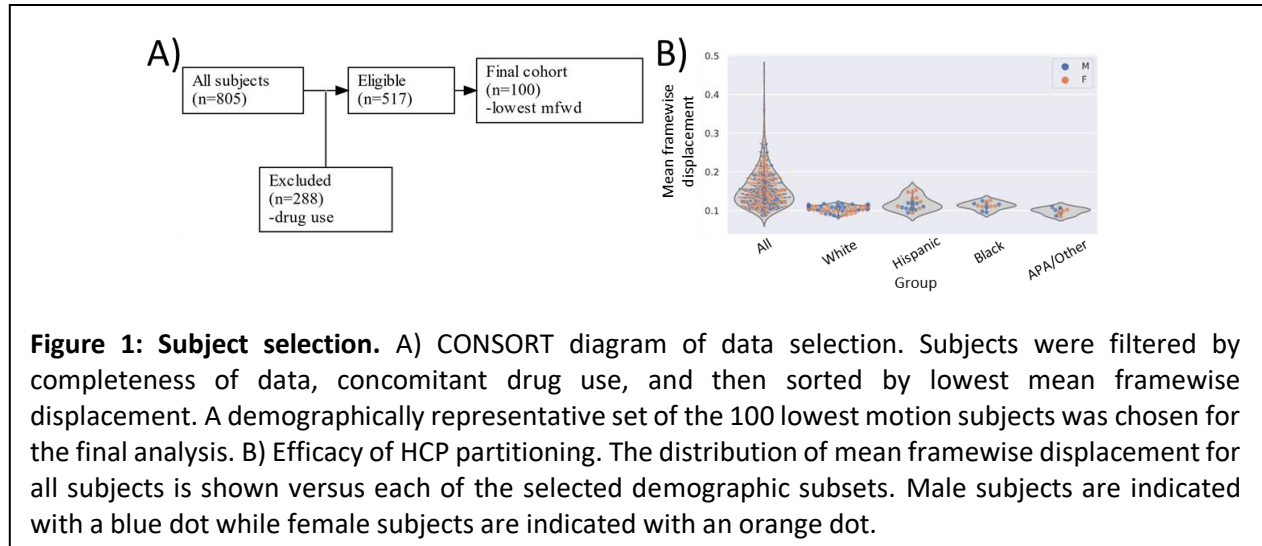 A)
All subjects
(n=805)
Eligible
(n=517)
Final cohort
(n=100)
-lowest mfwd
Excluded
(n=288)
-drug use
B)
Mean framewise
displacement
0.5
0.4
0.3
0.2
0.1
M
F
All
White
Hispanic
Black
APA/Other
Group
Figure 1: Subject selection. A) CONSORT diagram of data selection. Subjects were filtered by
completeness of data, concomitant drug use, and then sorted by lowest mean framewise
displacement. A demographically representative set of the 100 lowest motion subjects was chosen for
the final analysis. B) Efficacy of HCP partitioning. The distribution of mean framewise displacement for
all subjects is shown versus each of the selected demographic subsets. Male subjects are indicated
with a blue dot while female subjects are indicated with an orange dot.